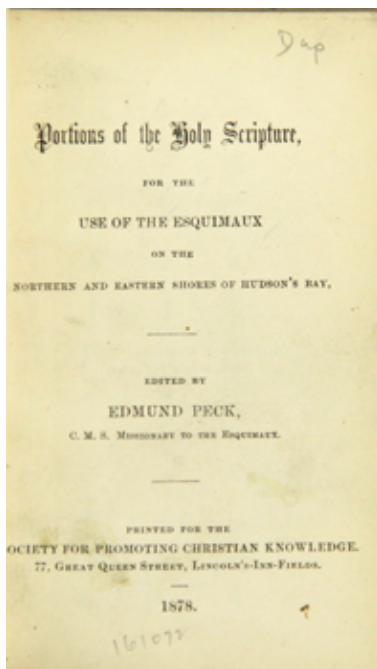 Dup
Portions of the Holy Scripture,
FOR THE
USE OF THE ESQUIMAUX
ON THE
NORTHERN AND EASTERN SHORES OF HUDSON'S BAY,
EDITED BY
EDMUND PECK,
C. M. S. MISSIONARY TO THE ESQUIMAUX.
PRINTED FOR THE
OCIETY FOR PROMOTING CHRISTIAN KNOWLEDGE.
77, GREAT QUEEN STREET, LINCOLN'S-INN-FIELDS.
1878.
161092